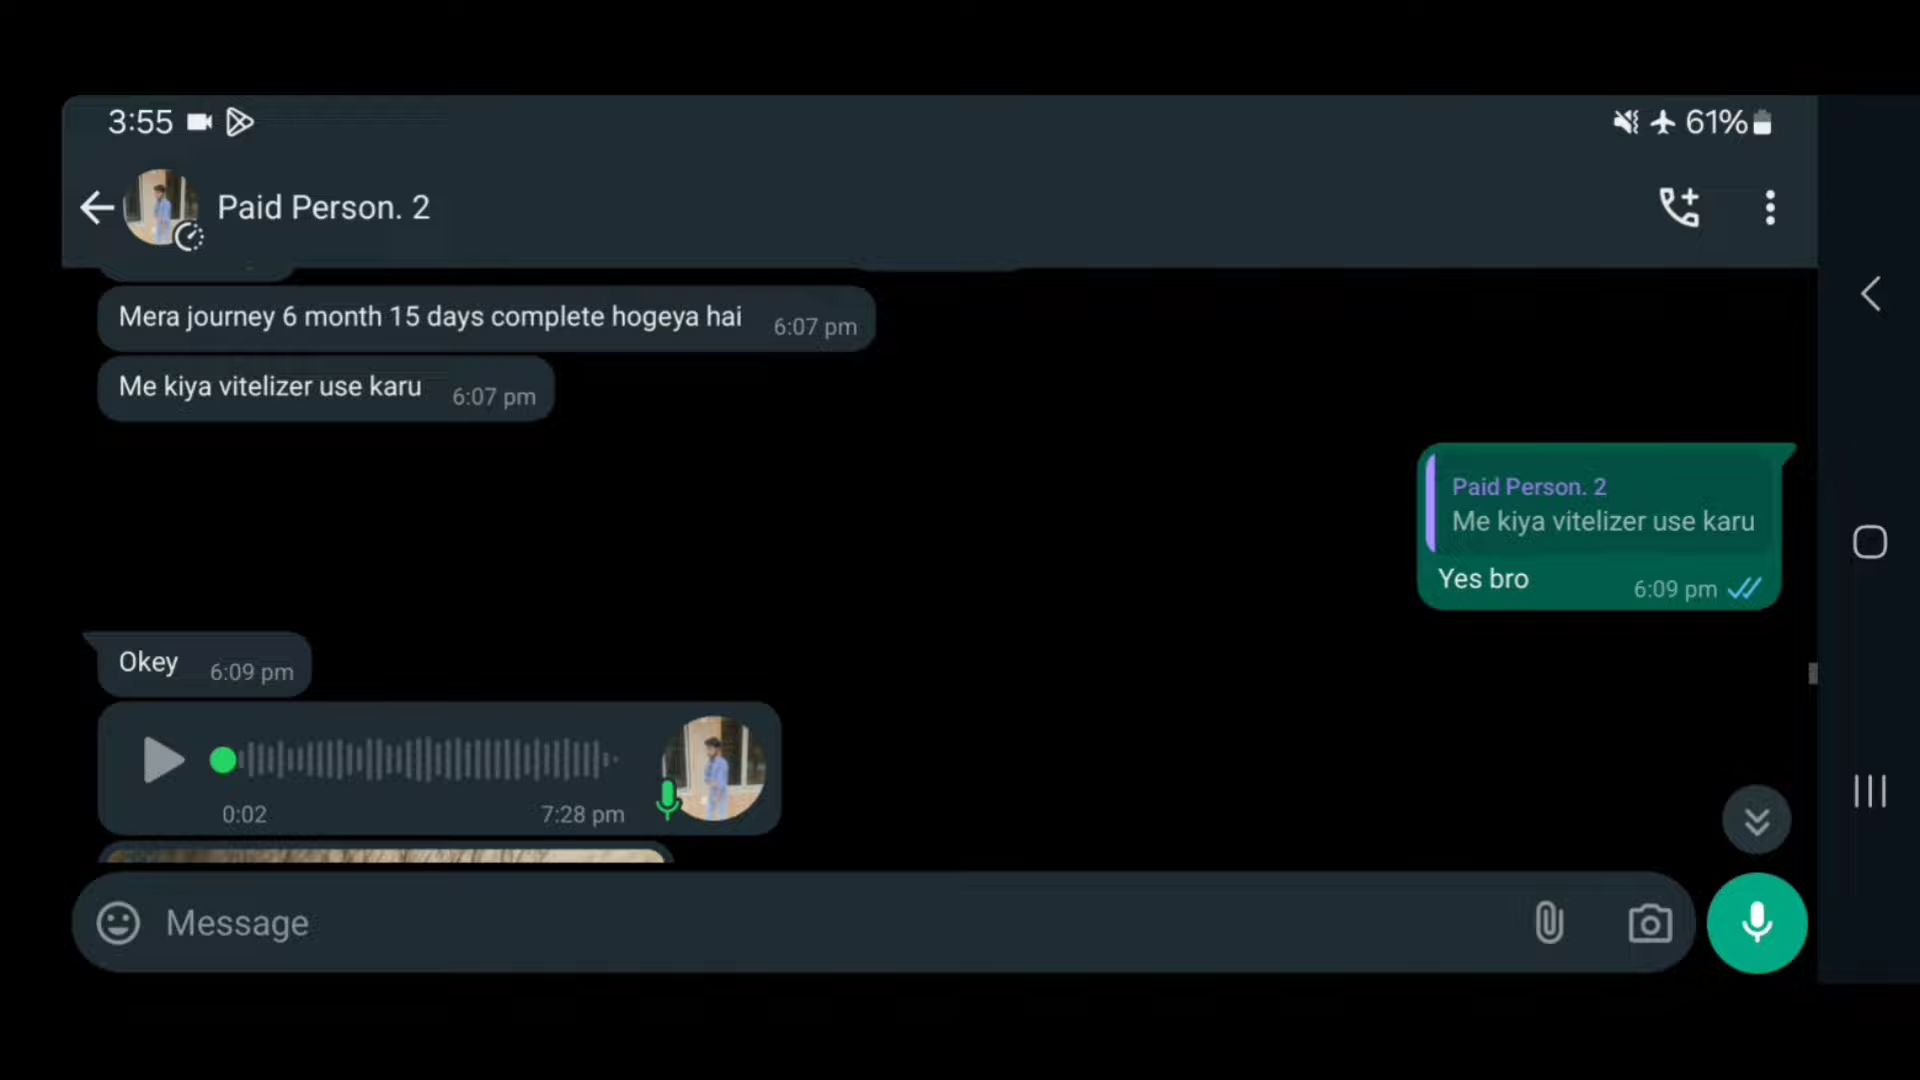 3:55
61%
Paid Person. 2
Mera journey 6 month 15 days complete hogeya hai 6:07 pm
Me kiya vitelizer use karu 6:07 pm
Paid Person. 2
Me kiya vitelizer use karu
Yes bro 6:09 pm
Okey 6:09 pm
0:02 7:28 pm
Message